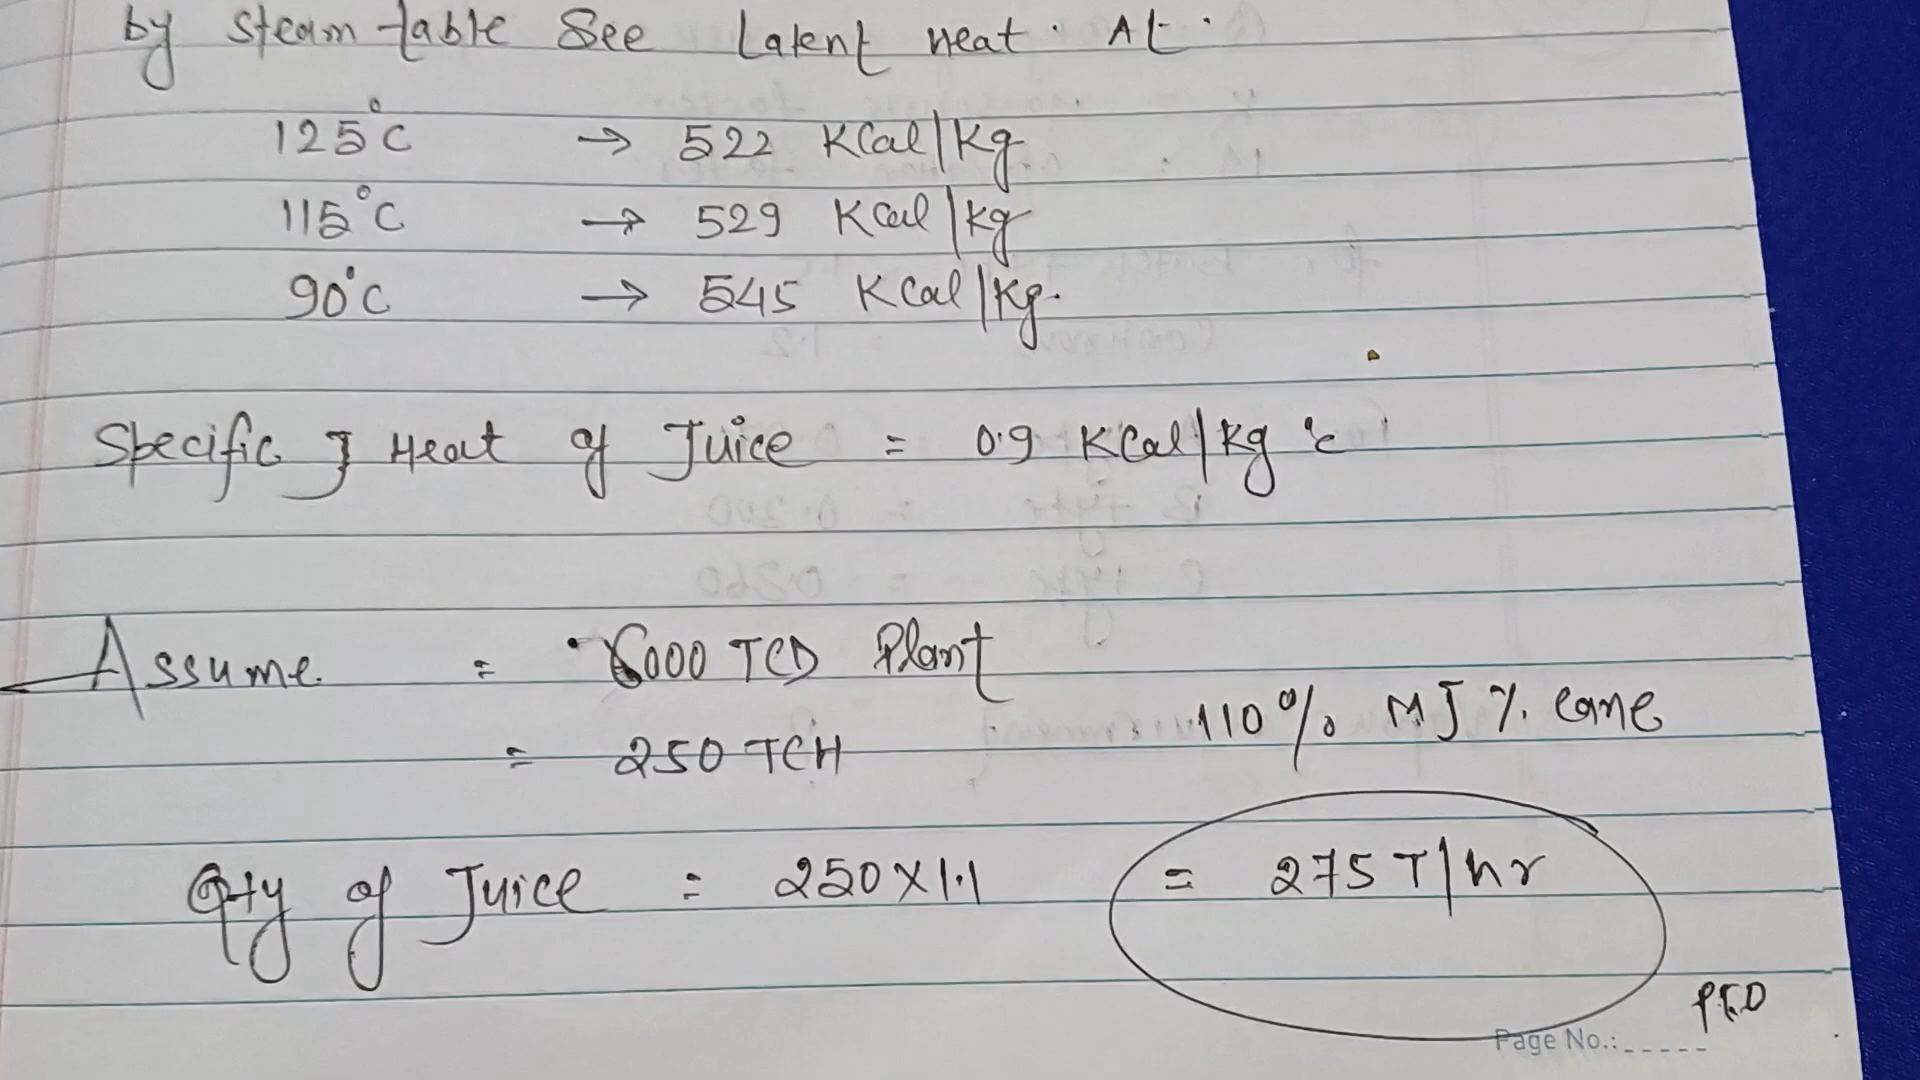 by steam table See Latent Heat. At.
125°C → 522 KCal/Kg
115°C → 529 KCal/Kg
90°C → 545 KCal/Kg.
Specific Heat of Juice = 0.9 KCal/Kg °c
Assume = 6000 TCD Plant
= 250 TCH 110% MJ % cane
Qty of Juice = 250 X 1.1 = 275 T/hr
Page No.: